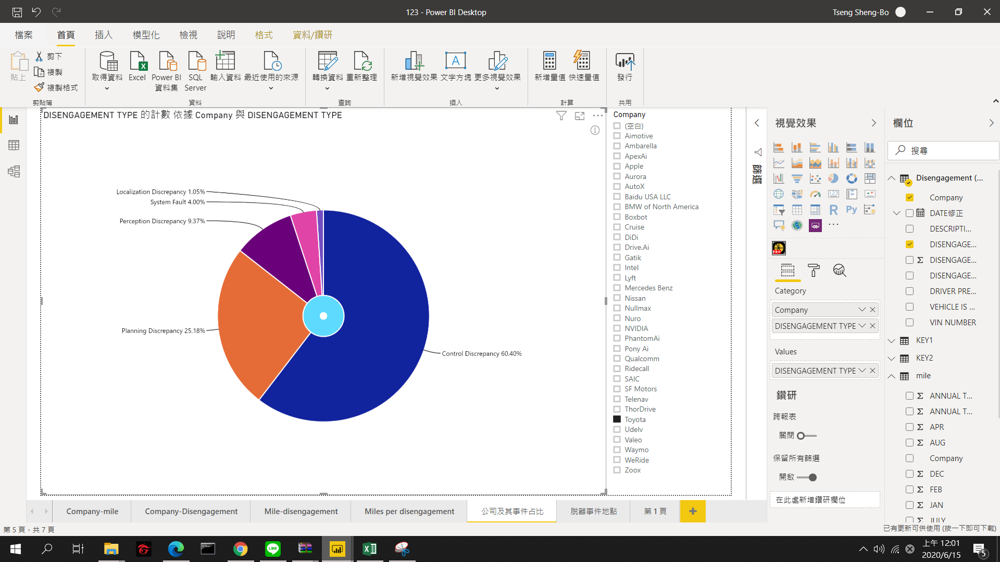 123 - Power BI Desktop
Tseng Sheng-Bo
檔案 首頁 插入 模型化 檢視 說明 格式 資料/鑽研
貼上
剪下
複製
複製格式
剪貼簿
取得資料
Excel
Power BI
資料集
SQL
Server
輸入資料
最近使用的來源
資料
轉換資料
重新整理
查詢
新增視覺效果
文字方塊
更多視覺效果
插入
新增量值
快速量值
計算
發行
共用
DISENGAGEMENT TYPE 的計數 依據 Company 與 DISENGAGEMENT TYPE
Localization Discrepancy 1.05%
System Fault 4.00%
Perception Discrepancy 9.37%
Planning Discrepancy 25.18%
Control Discrepancy 60.40%
Company
(空白)
Aimotive
Ambarella
ApexAi
Apple
Aurora
AutoX
Baidu USA LLC
BMW of North America
Boxbot
Cruise
DiDi
Drive.Ai
Gatik
Intel
Lyft
Mercedes Benz
Nissan
Nullmax
Nuro
NVIDIA
PhantomAi
Pony Ai
Qualcomm
Ridecall
SAIC
SF Motors
Telenav
ThorDrive
Toyota
Udelv
Valeo
Waymo
WeRide
Zoox
篩選
視覺效果
123
R
Py
PRO
Category
Company
DISENGAGEMENT TYPE
Values
DISENGAGEMENT TYPE
鑽研
跨報表
關閉
保留所有篩選
開啟
在此處新增鑽研欄位
欄位
搜尋
Disengagement (...
Company
DATE修正
DESCRIPTI...
DISENGAGE...
Σ DISENGAGE...
DISENGAGE...
DRIVER PRE...
VEHICLE IS ...
VIN NUMBER
KEY1
KEY2
mile
Σ ANNUAL T...
Σ ANNUAL T...
Σ APR
Σ AUG
Company
Σ DEC
Σ FEB
Σ JAN
Σ JULY
Company-mile
Company-Disengagement
Mile-disengagement
Miles per disengagement
公司及其事件占比
脫離事件地點
第 1 頁
第 5 頁，共 7 頁
已有更新可供使用 (按一下即可下載)
LINE
上午 12:01
2020/6/15
5